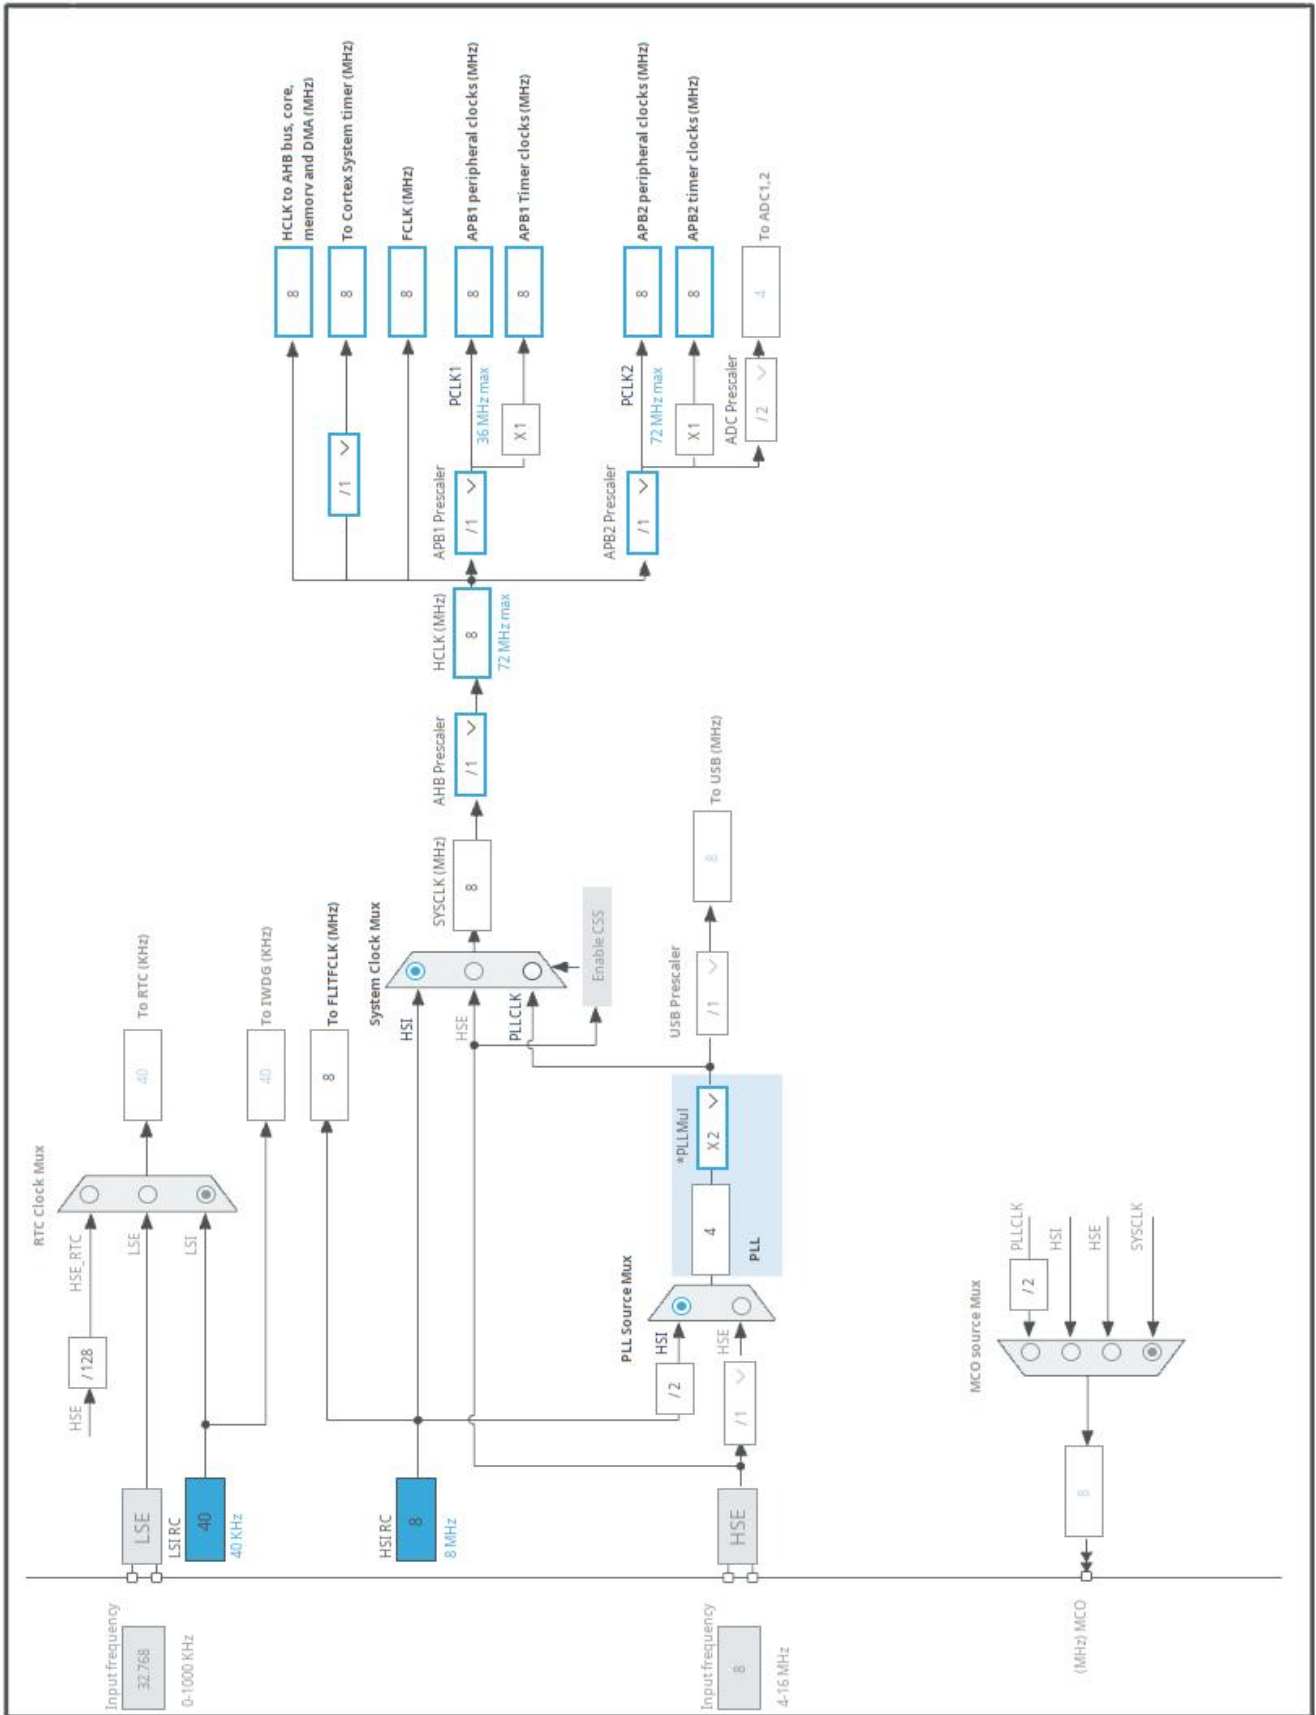 RTC Clock Mux
HSE
/ 128
HSE_RTC
LSE
LSI
40
To RTC (KHz)
Input frequency
32.768
0-1000 KHz
LSE
LSI RC
40
40 KHz
40
To IWDG (KHz)
8
To FLITFCLK (MHz)
HSI RC
8
8 MHz
System Clock Mux
HSI
HSE
PLLCLK
Enable CSS
SYSCLK (MHz)
8
AHB Prescaler
/ 1
HCLK (MHz)
8
72 MHz max
8
HCLK to AHB bus, core,
memory and DMA (MHz)
/ 1
8
To Cortex System timer (MHz)
8
FCLK (MHz)
APB1 Prescaler
/ 1
PCLK1
36 MHz max
8
APB1 peripheral clocks (MHz)
X 1
8
APB1 Timer clocks (MHz)
APB2 Prescaler
/ 1
PCLK2
72 MHz max
8
APB2 peripheral clocks (MHz)
X 1
8
APB2 timer clocks (MHz)
ADC Prescaler
/ 2
4
To ADC1,2
PLL Source Mux
/ 2
HSI
HSE
/ 1
4
*PLLMul
X 2
PLL
USB Prescaler
/ 1
8
To USB (MHz)
Input frequency
8
4-16 MHz
HSE
MCO source Mux
(MHz) MCO
8
/ 2
PLLCLK
HSI
HSE
SYSCLK